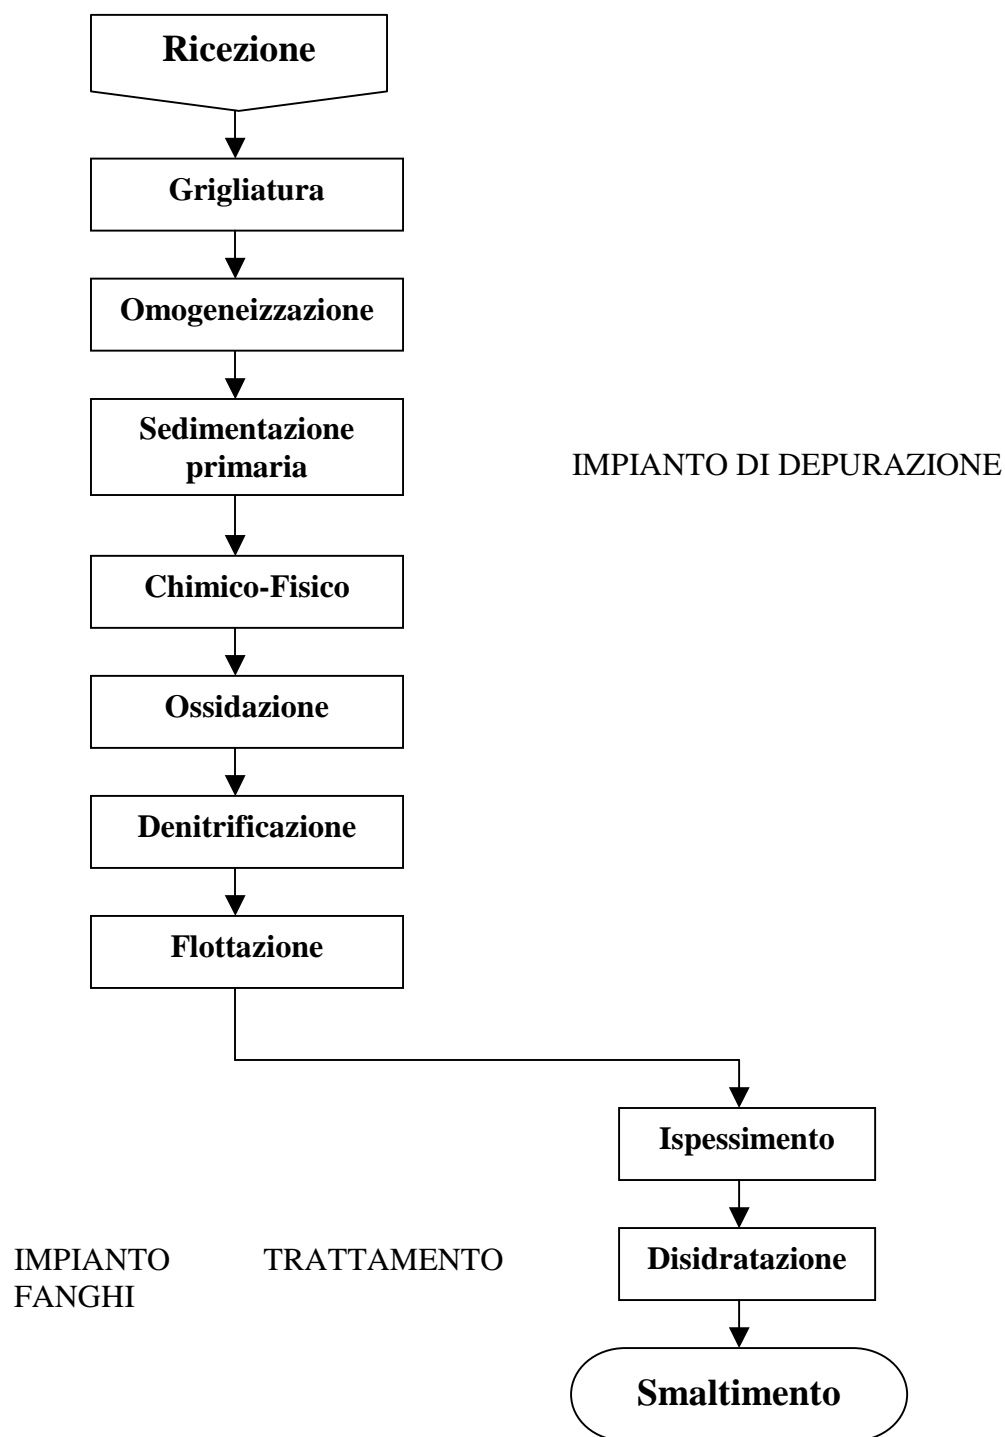 Ricezione
Grigliatura
Omogeneizzazione
Sedimentazione
primaria
IMPIANTO DI DEPURAZIONE
Chimico-Fisico
Ossidazione
Denitrificazione
Flottazione
Ispessimento
IMPIANTO TRATTAMENTO
FANGHI
Disidratazione
Smaltimento